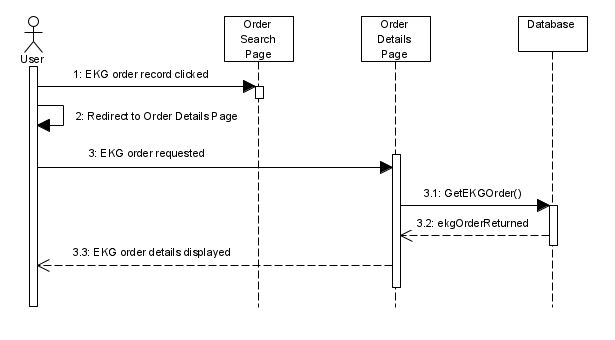 Order
Search
Page
Order
Details
Page
Database
User
1: EKG order record clicked
2: Redirect to Order Details Page
3: EKG order requested
3.1: GetEKGOrder()
3.2: ekgOrderReturned
3.3: EKG order details displayed